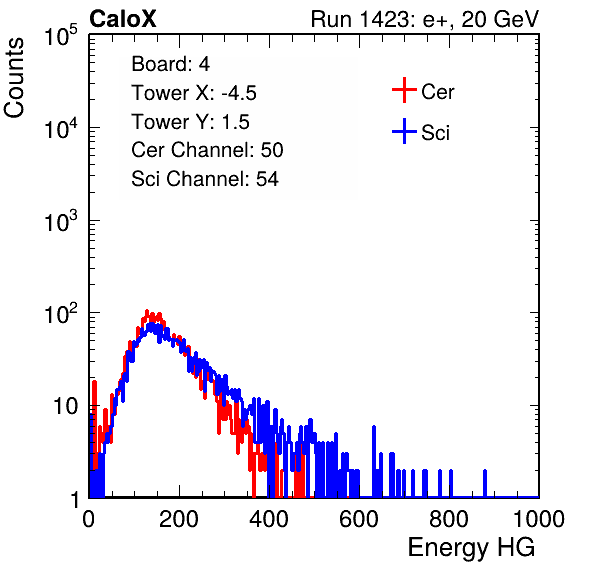 CaloX Run 1423: e+, 20 GeV
Counts
Board: 4
Tower X: -4.5
Tower Y: 1.5
Cer Channel: 50
Sci Channel: 54
Cer
Sci
10^5
10^4
10^3
10^2
10
1
0 200 400 600 800 1000
Energy HG